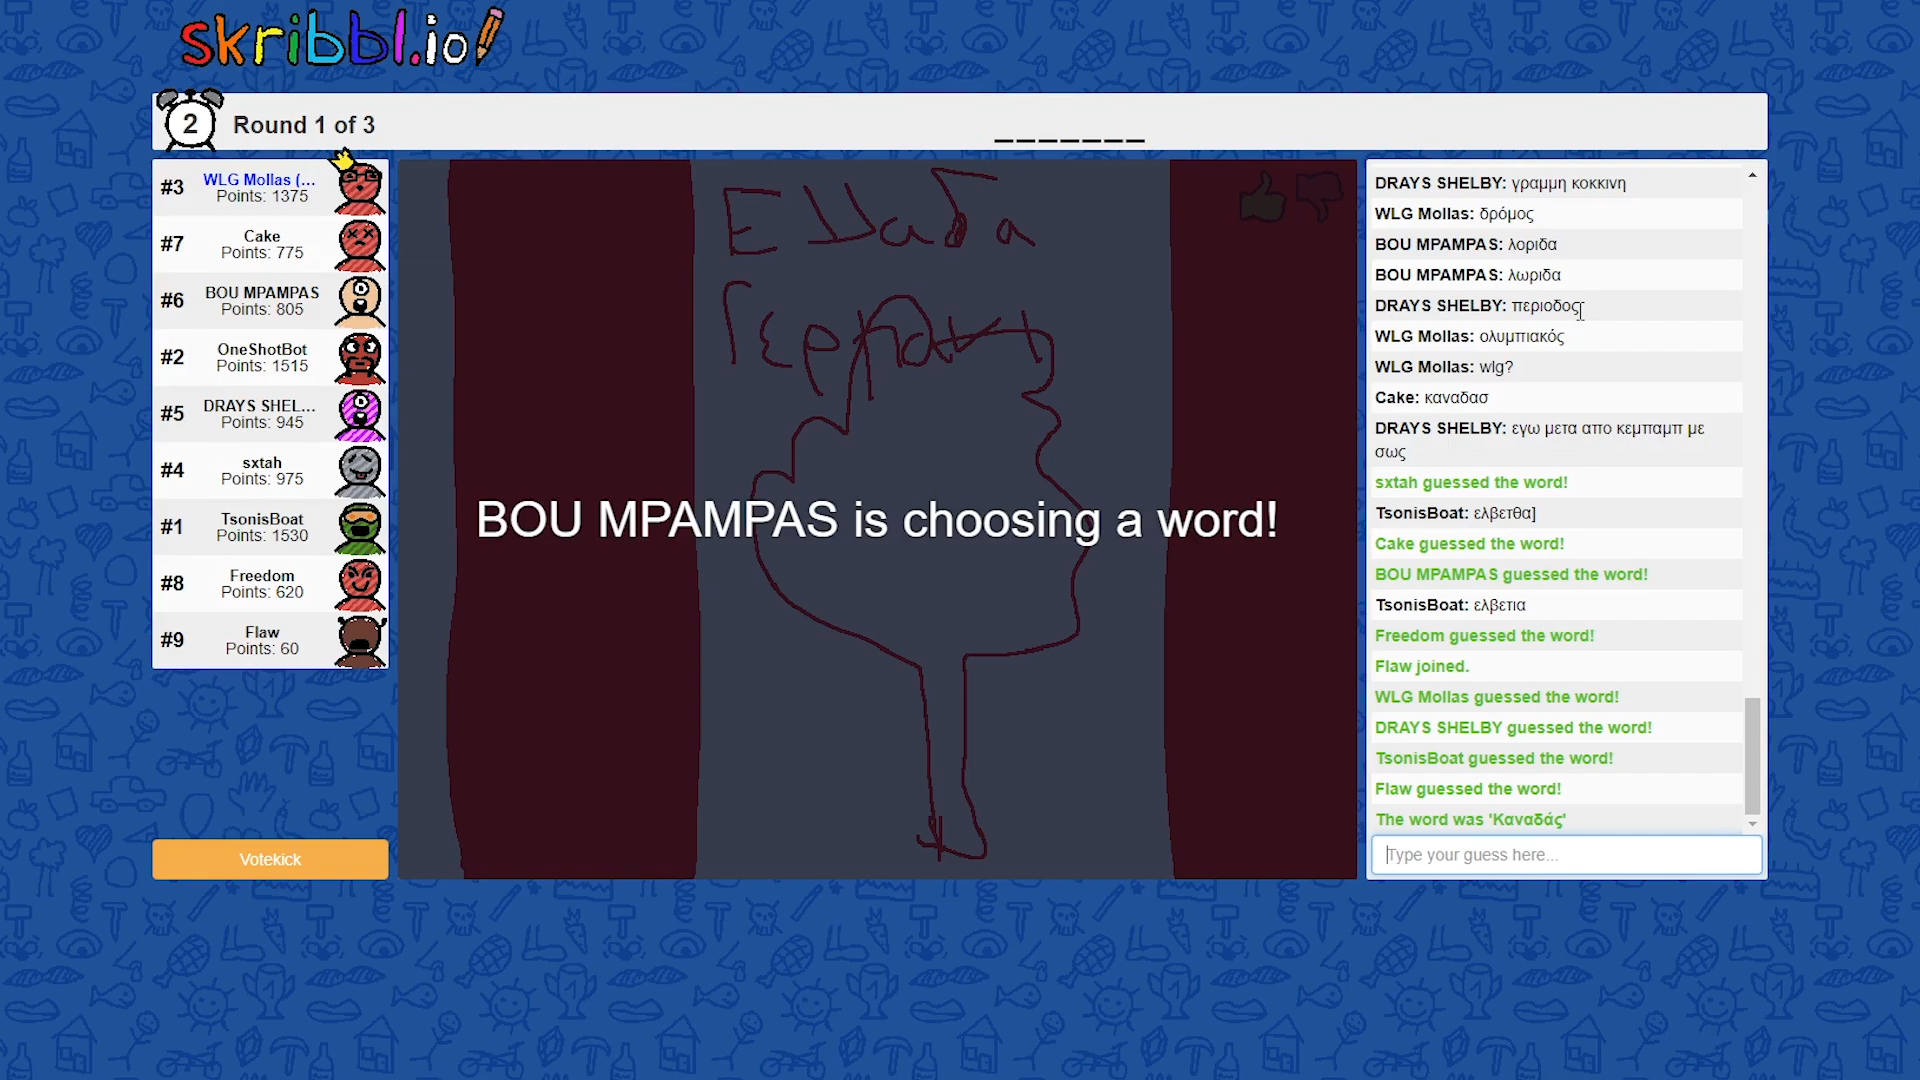 skribbl.io
2
Round 1 of 3
_ _ _ _ _ _ _
#3
WLG Mollas (...
Points: 1375
#7
Cake
Points: 775
#6
BOU MPAMPAS
Points: 805
#2
OneShotBot
Points: 1515
#5
DRAYS SHEL...
Points: 945
#4
sxtah
Points: 975
#1
TsonisBoat
Points: 1530
#8
Freedom
Points: 620
#9
Flaw
Points: 60
Votekick
Ελλαδα
BOU MPAMPAS is choosing a word!
DRAYS SHELBY: γραμμη κοκκινη
WLG Mollas: δρόμος
BOU MPAMPAS: λοριδα
BOU MPAMPAS: λωριδα
DRAYS SHELBY: περιοδος
WLG Mollas: ολυμπιακός
WLG Mollas: wlg?
Cake: καναδασ
DRAYS SHELBY: εγω μετα απο κεμπαμπ με
σως
sxtah guessed the word!
TsonisBoat: ελβετθα]
Cake guessed the word!
BOU MPAMPAS guessed the word!
TsonisBoat: ελβετια
Freedom guessed the word!
Flaw joined.
WLG Mollas guessed the word!
DRAYS SHELBY guessed the word!
TsonisBoat guessed the word!
Flaw guessed the word!
The word was 'Καναδάς'
Type your guess here...